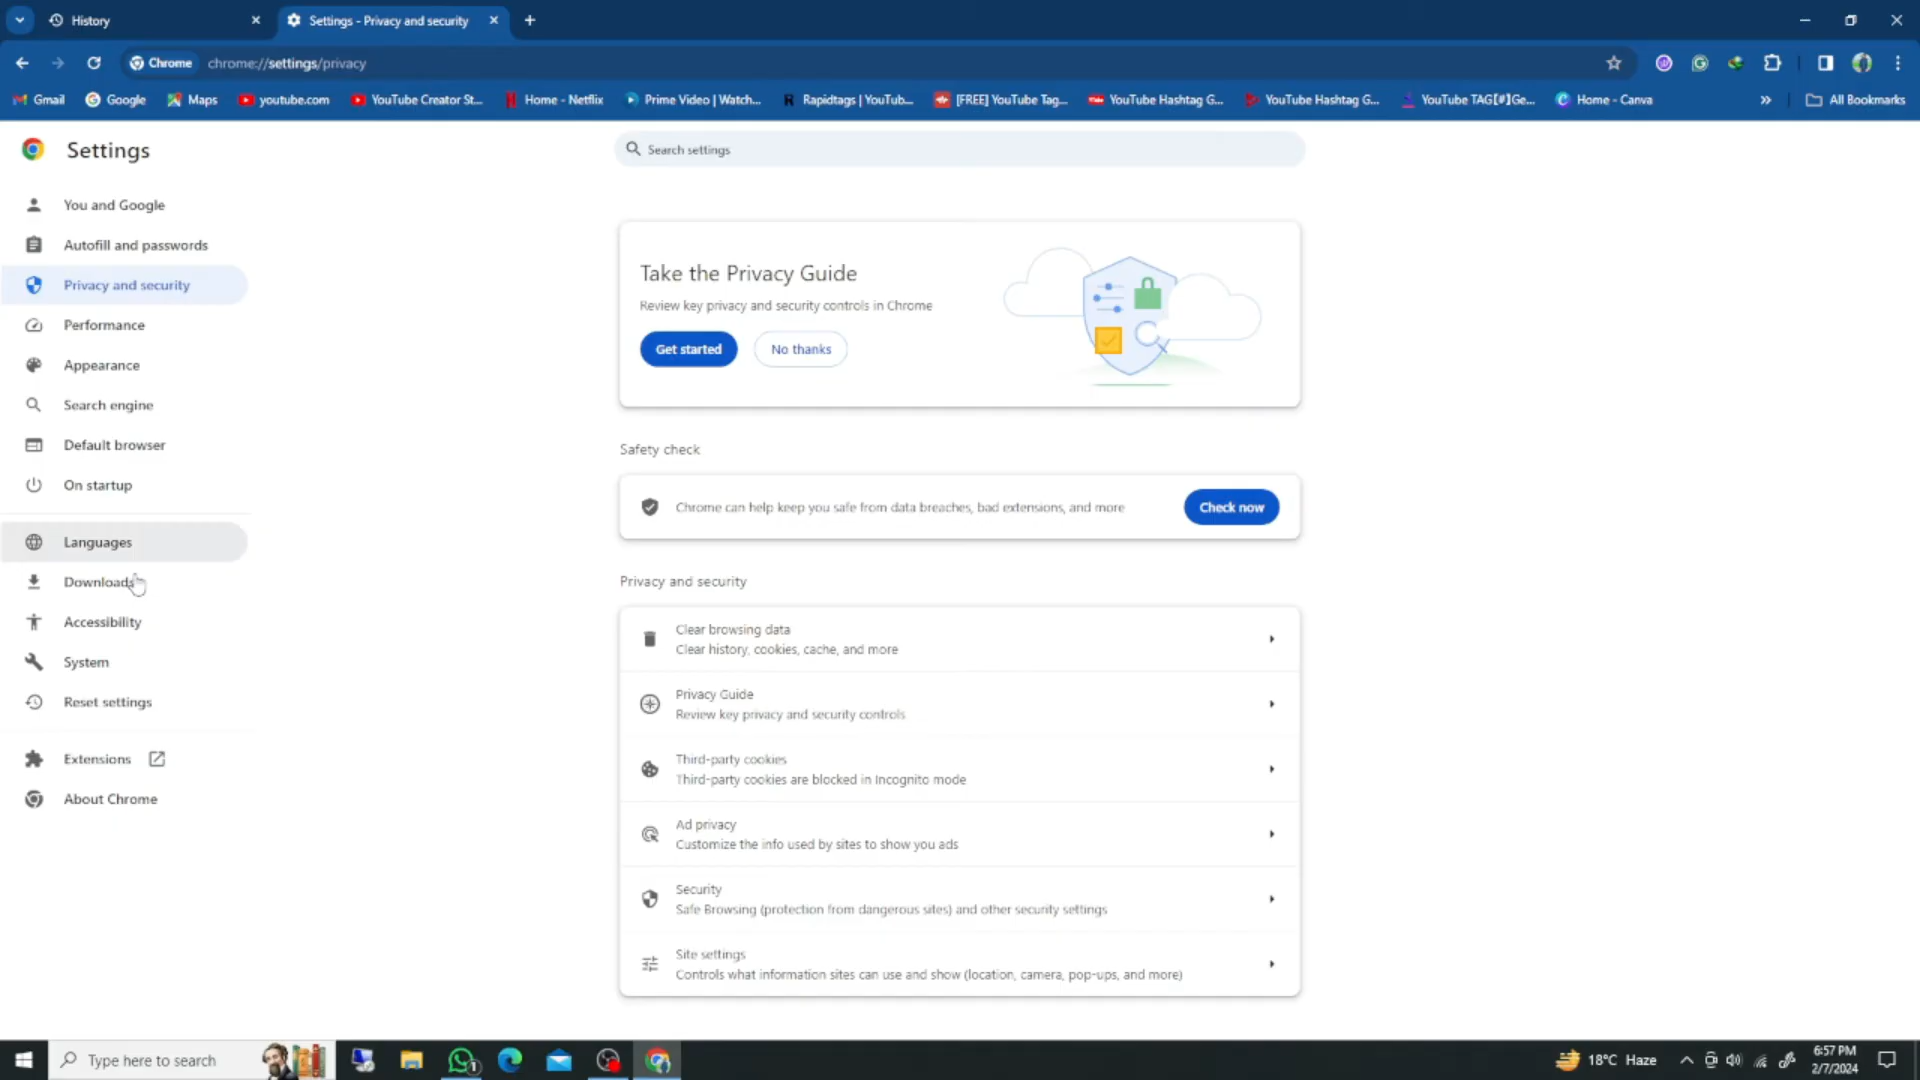 History
Settings - Privacy and security
Chrome
chrome://settings/privacy
Gmail
Google
Maps
youtube.com
YouTube Creator St...
Home - Netflix
Prime Video | Watch...
Rapidtags | YouTub...
[FREE] YouTube Tag...
YouTube Hashtag G...
YouTube Hashtag G...
YouTube TAG【#】Ge...
Home - Canva
All Bookmarks
Settings
Search settings
You and Google
Autofill and passwords
Privacy and security
Performance
Appearance
Search engine
Default browser
On startup
Languages
Downloads
Accessibility
System
Reset settings
Extensions
About Chrome
Take the Privacy Guide
Review key privacy and security controls in Chrome
Get started
No thanks
Safety check
Chrome can help keep you safe from data breaches, bad extensions, and more
Check now
Privacy and security
Clear browsing data
Clear history, cookies, cache, and more
Privacy Guide
Review key privacy and security controls
Third-party cookies
Third-party cookies are blocked in Incognito mode
Ad privacy
Customize the info used by sites to show you ads
Security
Safe Browsing (protection from dangerous sites) and other security settings
Site settings
Controls what information sites can use and show (location, camera, pop-ups, and more)
Type here to search
1
18°C Haze
6:57 PM
2/7/2024